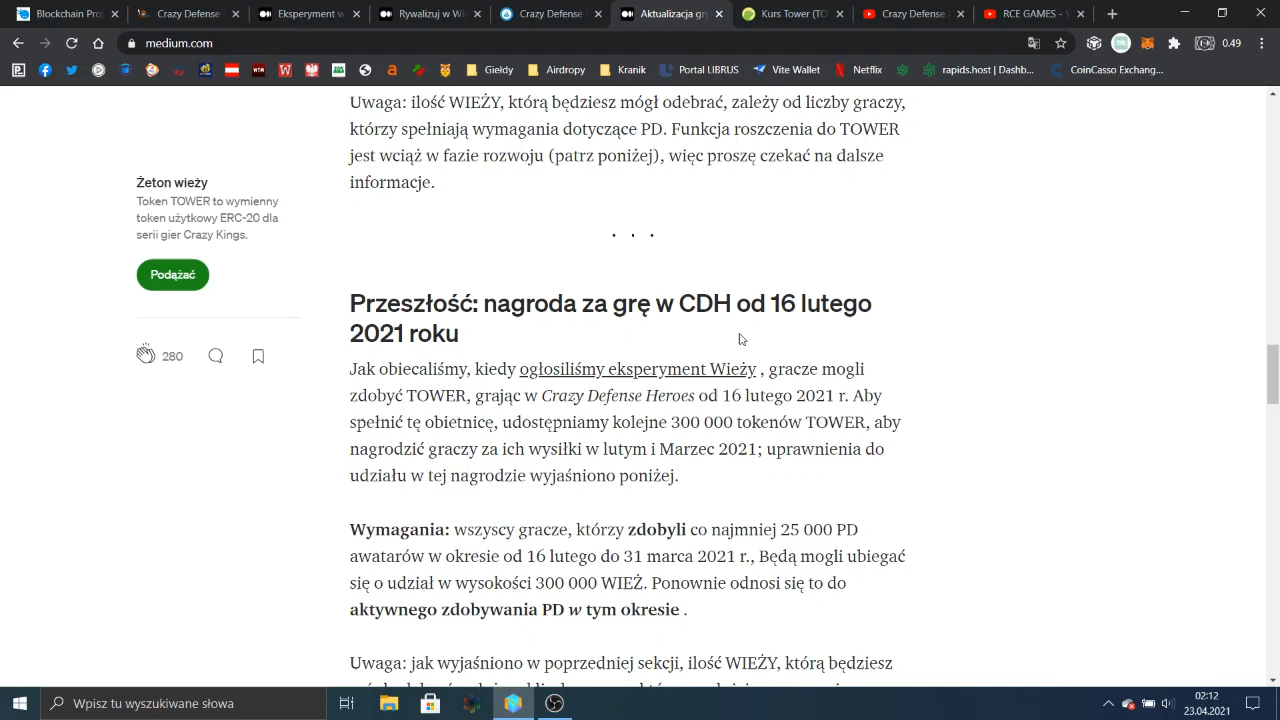 Blockchain Proj
Crazy Defense
Eksperyment w
Rywalizuj w Wi
Crazy Defense
Aktualizacja gr
Kurs Tower (TO
Crazy Defense
RCE GAMES - Y
medium.com
0.49
Giełdy
Airdropy
Kranik
Portal LIBRUS
Vite Wallet
Netflix
rapids.host | Dashb...
CoinCasso Exchang...
Uwaga: ilość WIEŻY, którą będziesz mógł odebrać, zależy od liczby graczy,
którzy spełniają wymagania dotyczące PD. Funkcja roszczenia do TOWER
jest wciąż w fazie rozwoju (patrz poniżej), więc proszę czekać na dalsze
informacje.
Żeton wieży
Token TOWER to wymienny
token użytkowy ERC-20 dla
serii gier Crazy Kings.
Podążać
280
. . .
Przeszłość: nagroda za grę w CDH od 16 lutego
2021 roku
Jak obiecaliśmy, kiedy ogłosiliśmy eksperyment Wieży , gracze mogli
zdobyć TOWER, grając w Crazy Defense Heroes od 16 lutego 2021 r. Aby
spełnić tę obietnicę, udostępniamy kolejne 300 000 tokenów TOWER, aby
nagrodzić graczy za ich wysiłki w lutym i Marzec 2021; uprawnienia do
udziału w tej nagrodzie wyjaśniono poniżej.
Wymagania: wszyscy gracze, którzy zdobyli co najmniej 25 000 PD
awatarów w okresie od 16 lutego do 31 marca 2021 r., Będą mogli ubiegać
się o udział w wysokości 300 000 WIEŻ. Ponownie odnosi się to do
aktywnego zdobywania PD w tym okresie .
Uwaga: jak wyjaśniono w poprzedniej sekcji, ilość WIEŻY, którą będziesz
Wpisz tu wyszukiwane słowa
02:12
23.04.2021